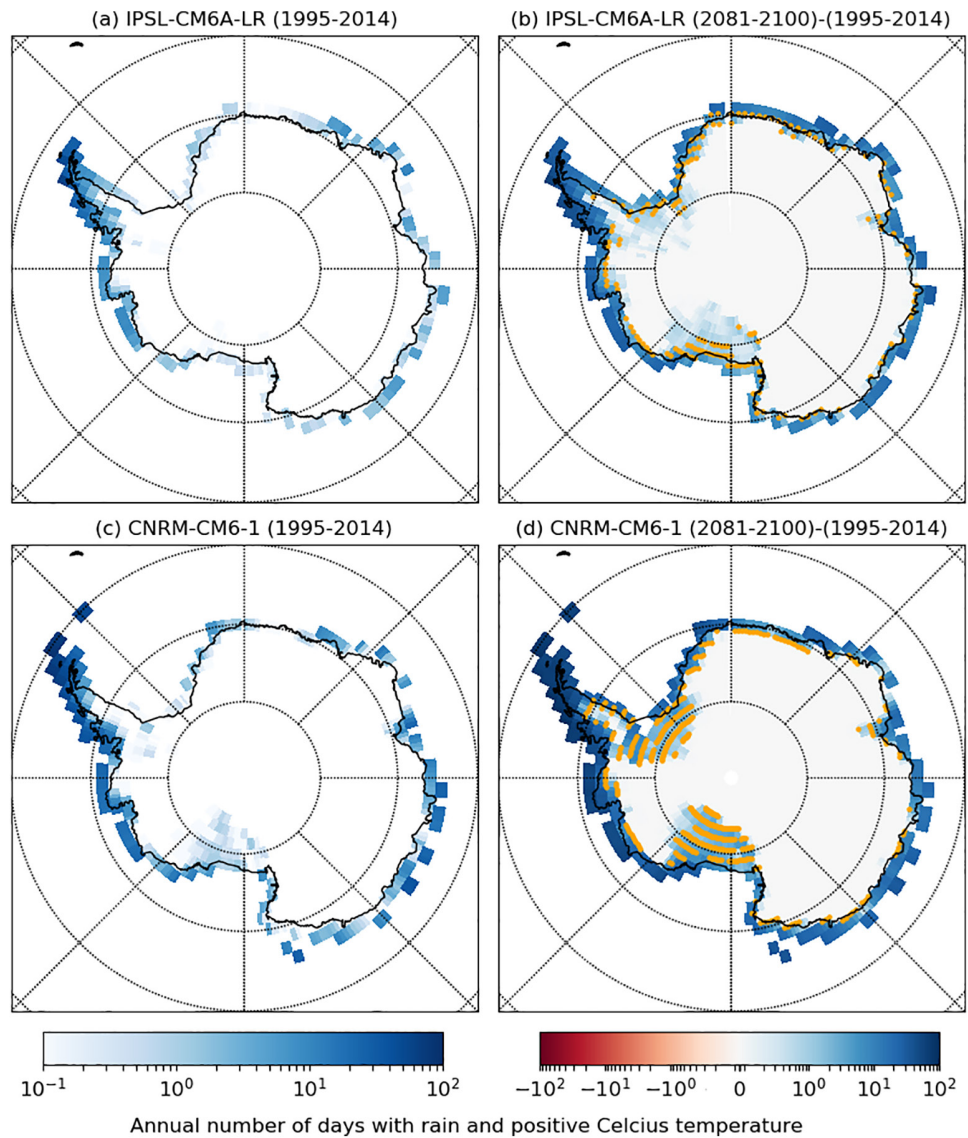 (a) IPSL-CM6A-LR (1995-2014)
(b) IPSL-CM6A-LR (2081-2100)-(1995-2014)
(c) CNRM-CM6-1 (1995-2014)
(d) CNRM-CM6-1 (2081-2100)-(1995-2014)
10⁻¹ 10⁰ 10¹ 10²
-10² -10¹ -10⁰ 0 10⁰ 10¹ 10²
Annual number of days with rain and positive Celcius temperature